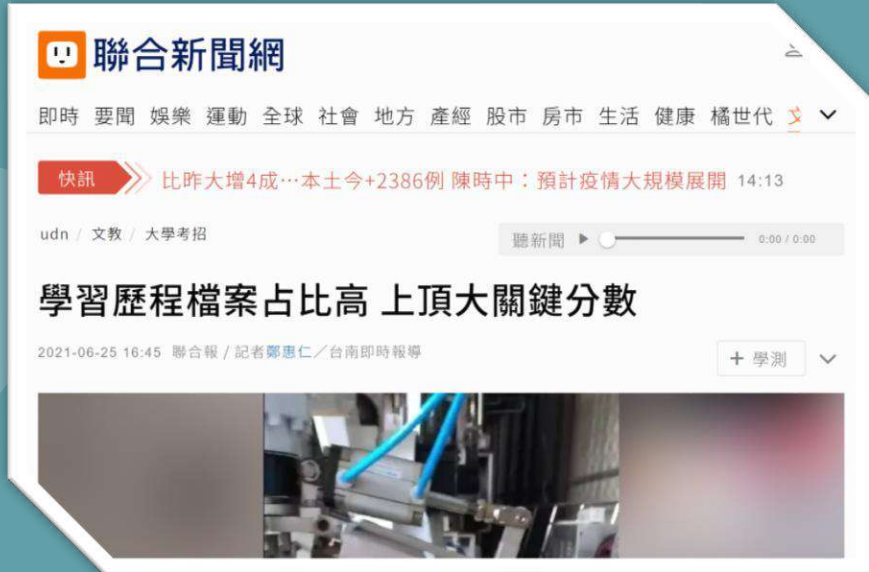 聯合新聞網
即時 要聞 娛樂 運動 全球 社會 地方 產經 股市 房市 生活 健康 橘世代
快訊 比昨大增4成…本土今+2386例 陳時中：預計疫情大規模展開 14:13
udn / 文教 / 大學考招 聽新聞 0:00 / 0:00
學習歷程檔案占比高 上頂大關鍵分數
2021-06-25 16:45 聯合報 / 記者鄭惠仁／台南即時報導 + 學測